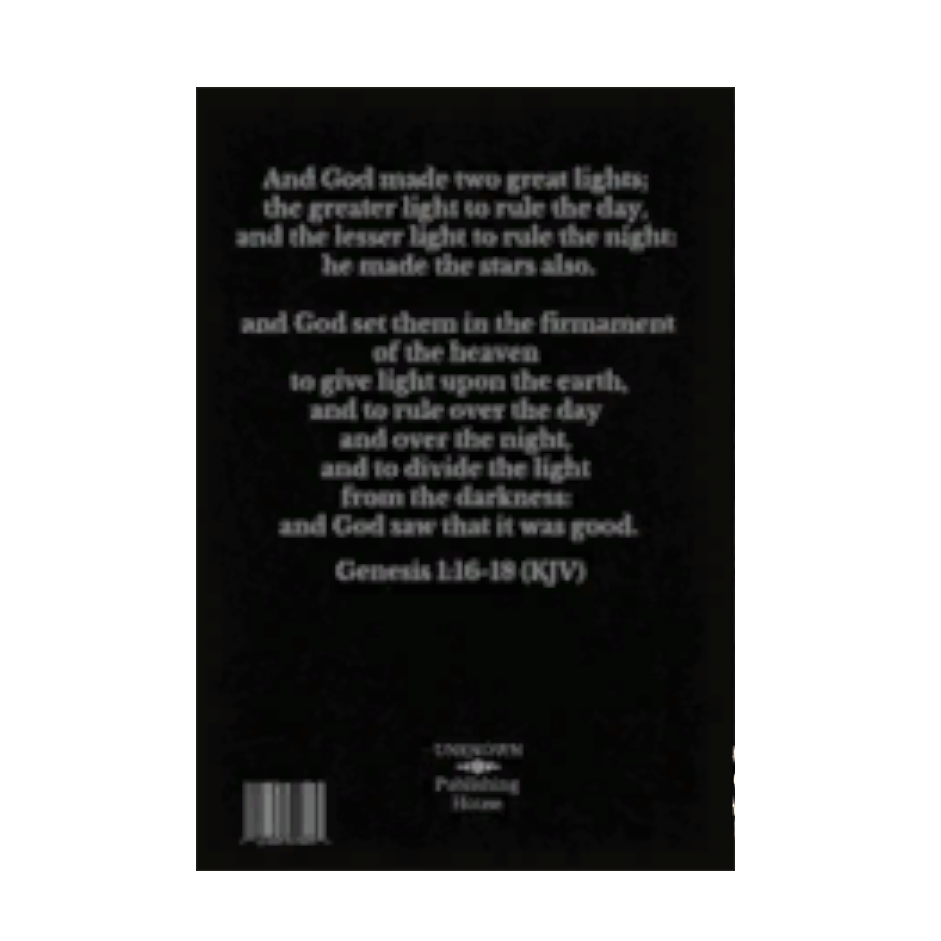 And God made two great lights;
the greater light to rule the day,
and the lesser light to rule the night:
he made the stars also.
and God set them in the firmament
of the heaven
to give light upon the earth,
and to rule over the day
and over the night,
and to divide the light
from the darkness:
and God saw that it was good.
Genesis 1:16-18 (KJV)
UNKNOWN
Publishing
House